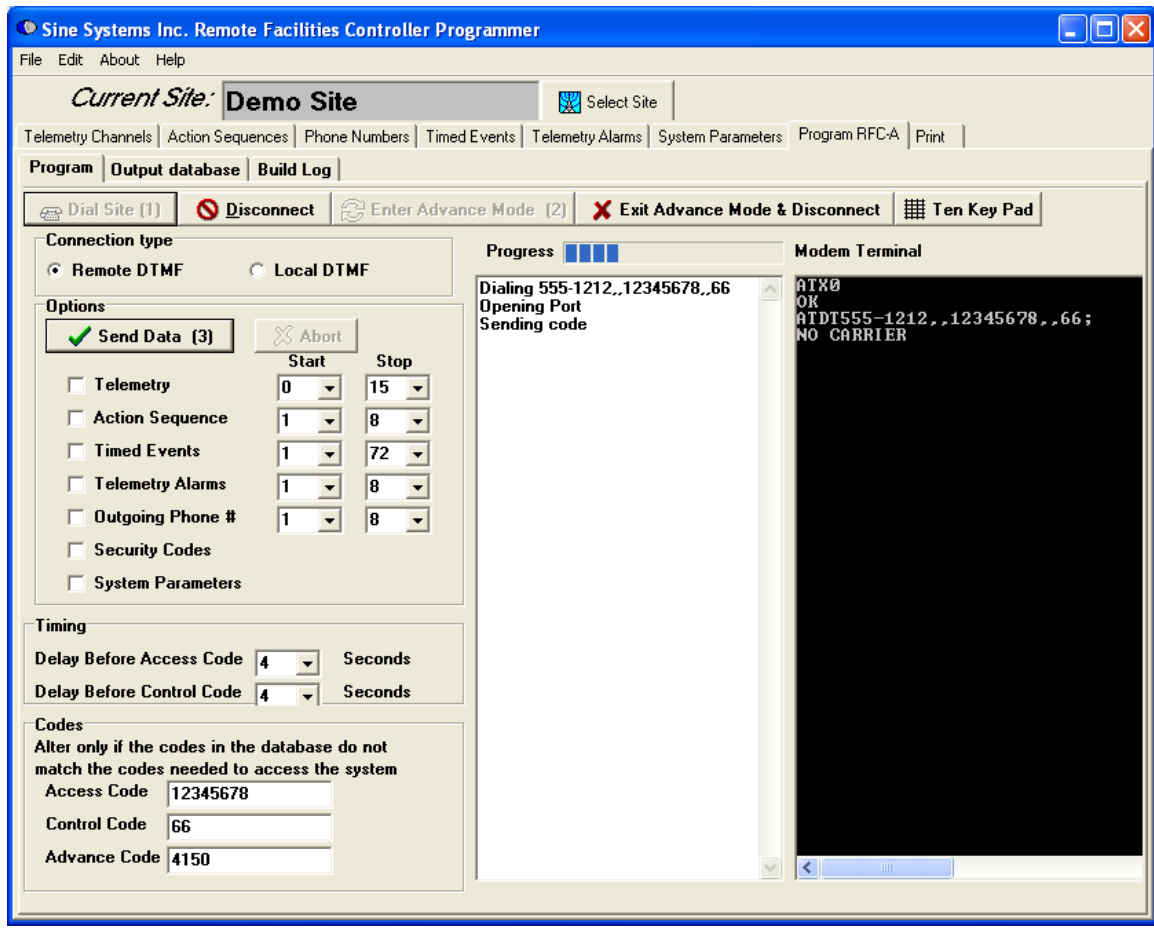 Sine Systems Inc. Remote Facilities Controller Programmer
File Edit About Help
Current Site: Demo Site Select Site
Telemetry Channels Action Sequences Phone Numbers Timed Events Telemetry Alarms System Parameters Program RFC-A Print
Program Output database Build Log
Dial Site (1) Disconnect Enter Advance Mode (2) Exit Advance Mode & Disconnect Ten Key Pad
Connection type
Remote DTMF Local DTMF
Options
Send Data (3) Abort
Start Stop
Telemetry 0 15
Action Sequence 1 8
Timed Events 1 72
Telemetry Alarms 1 8
Outgoing Phone # 1 8
Security Codes
System Parameters
Timing
Delay Before Access Code 4 Seconds
Delay Before Control Code 4 Seconds
Codes
Alter only if the codes in the database do not
match the codes needed to access the system
Access Code 12345678
Control Code 66
Advance Code 4150
Progress
Dialing 555-1212,,12345678,,66
Opening Port
Sending code
Modem Terminal
ATX0
OK
ATDT555-1212,,12345678,,66;
NO CARRIER